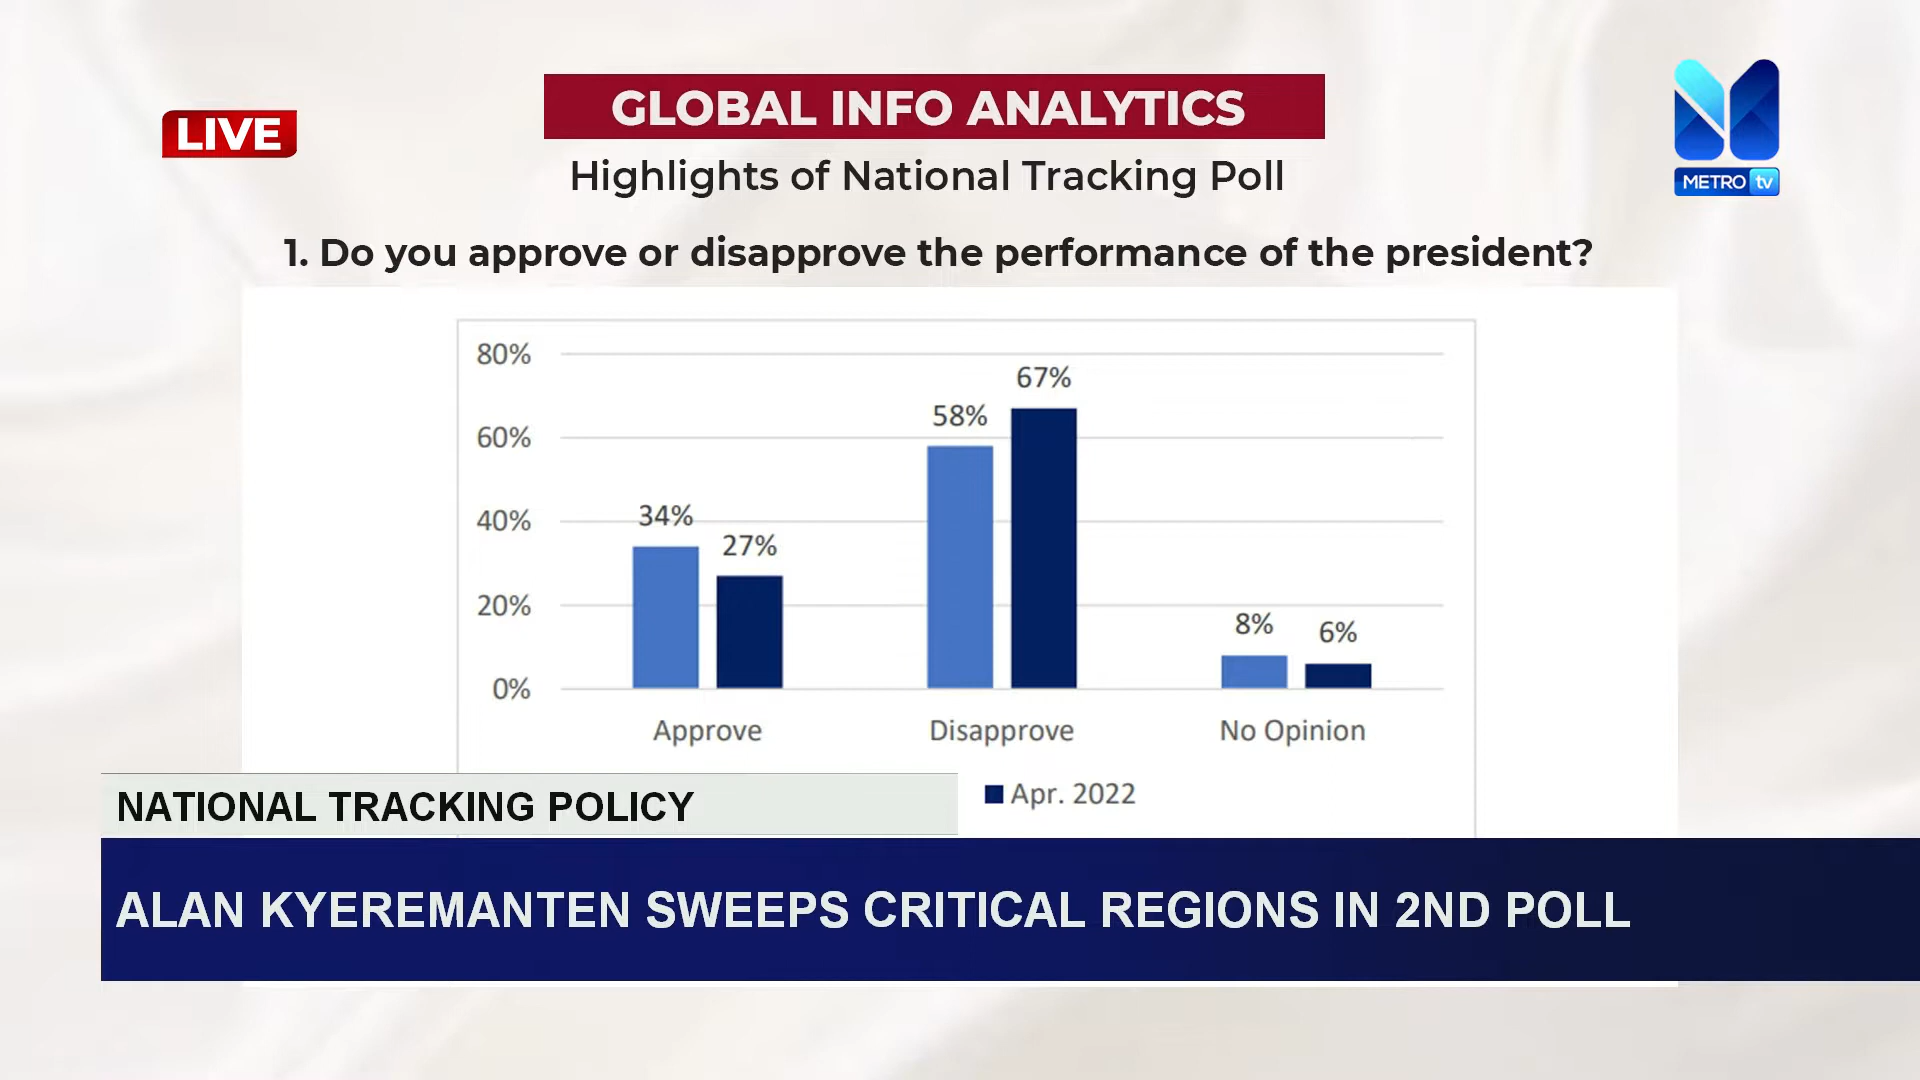 GLOBAL INFO ANALYTICS
LIVE
Highlights of National Tracking Poll
METRO tv
1. Do you approve or disapprove the performance of the president?
80%
60%
40%
20%
0%
34%
27%
58%
67%
8%
6%
Approve
Disapprove
No Opinion
Apr. 2022
NATIONAL TRACKING POLICY
ALAN KYEREMANTEN SWEEPS CRITICAL REGIONS IN 2ND POLL